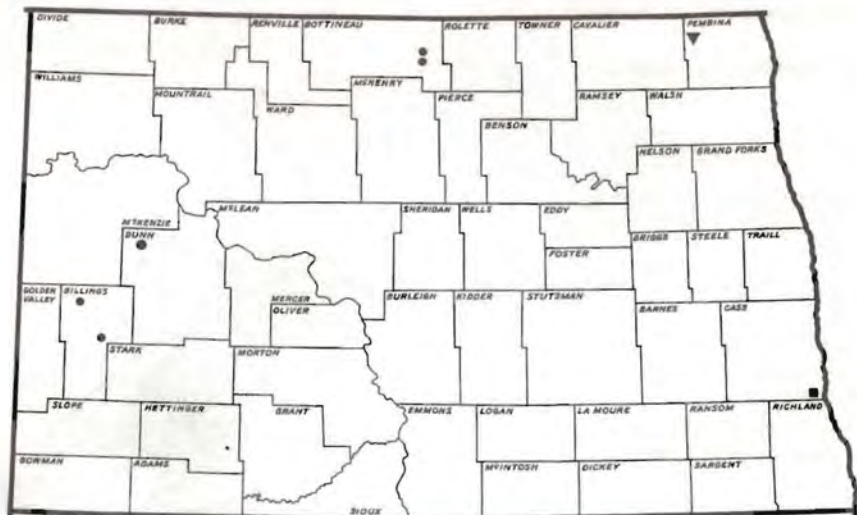 DIVIDE BURKE RENVILLE BOTTINEAU ROLETTE TOWNER CAVALIER PEMBINA
WILLIAMS MOUNTRAIL WARD McHENRY PIERCE BENSON RAMSEY WALSH
NELSON GRAND FORKS
McKENZIE McLEAN SHERIDAN WELLS EDDY
DUNN FOSTER GRIGGS STEELE TRAILL
GOLDEN VALLEY BILLINGS MERCER OLIVER BURLEIGH KIDDER STUTSMAN BARNES CASS
STARK MORTON
SLOPE HETTINGER GRANT EMMONS LOGAN LA MOURE RANSOM RICHLAND
BOWMAN ADAMS SIOUX McINTOSH DICKEY SARGENT